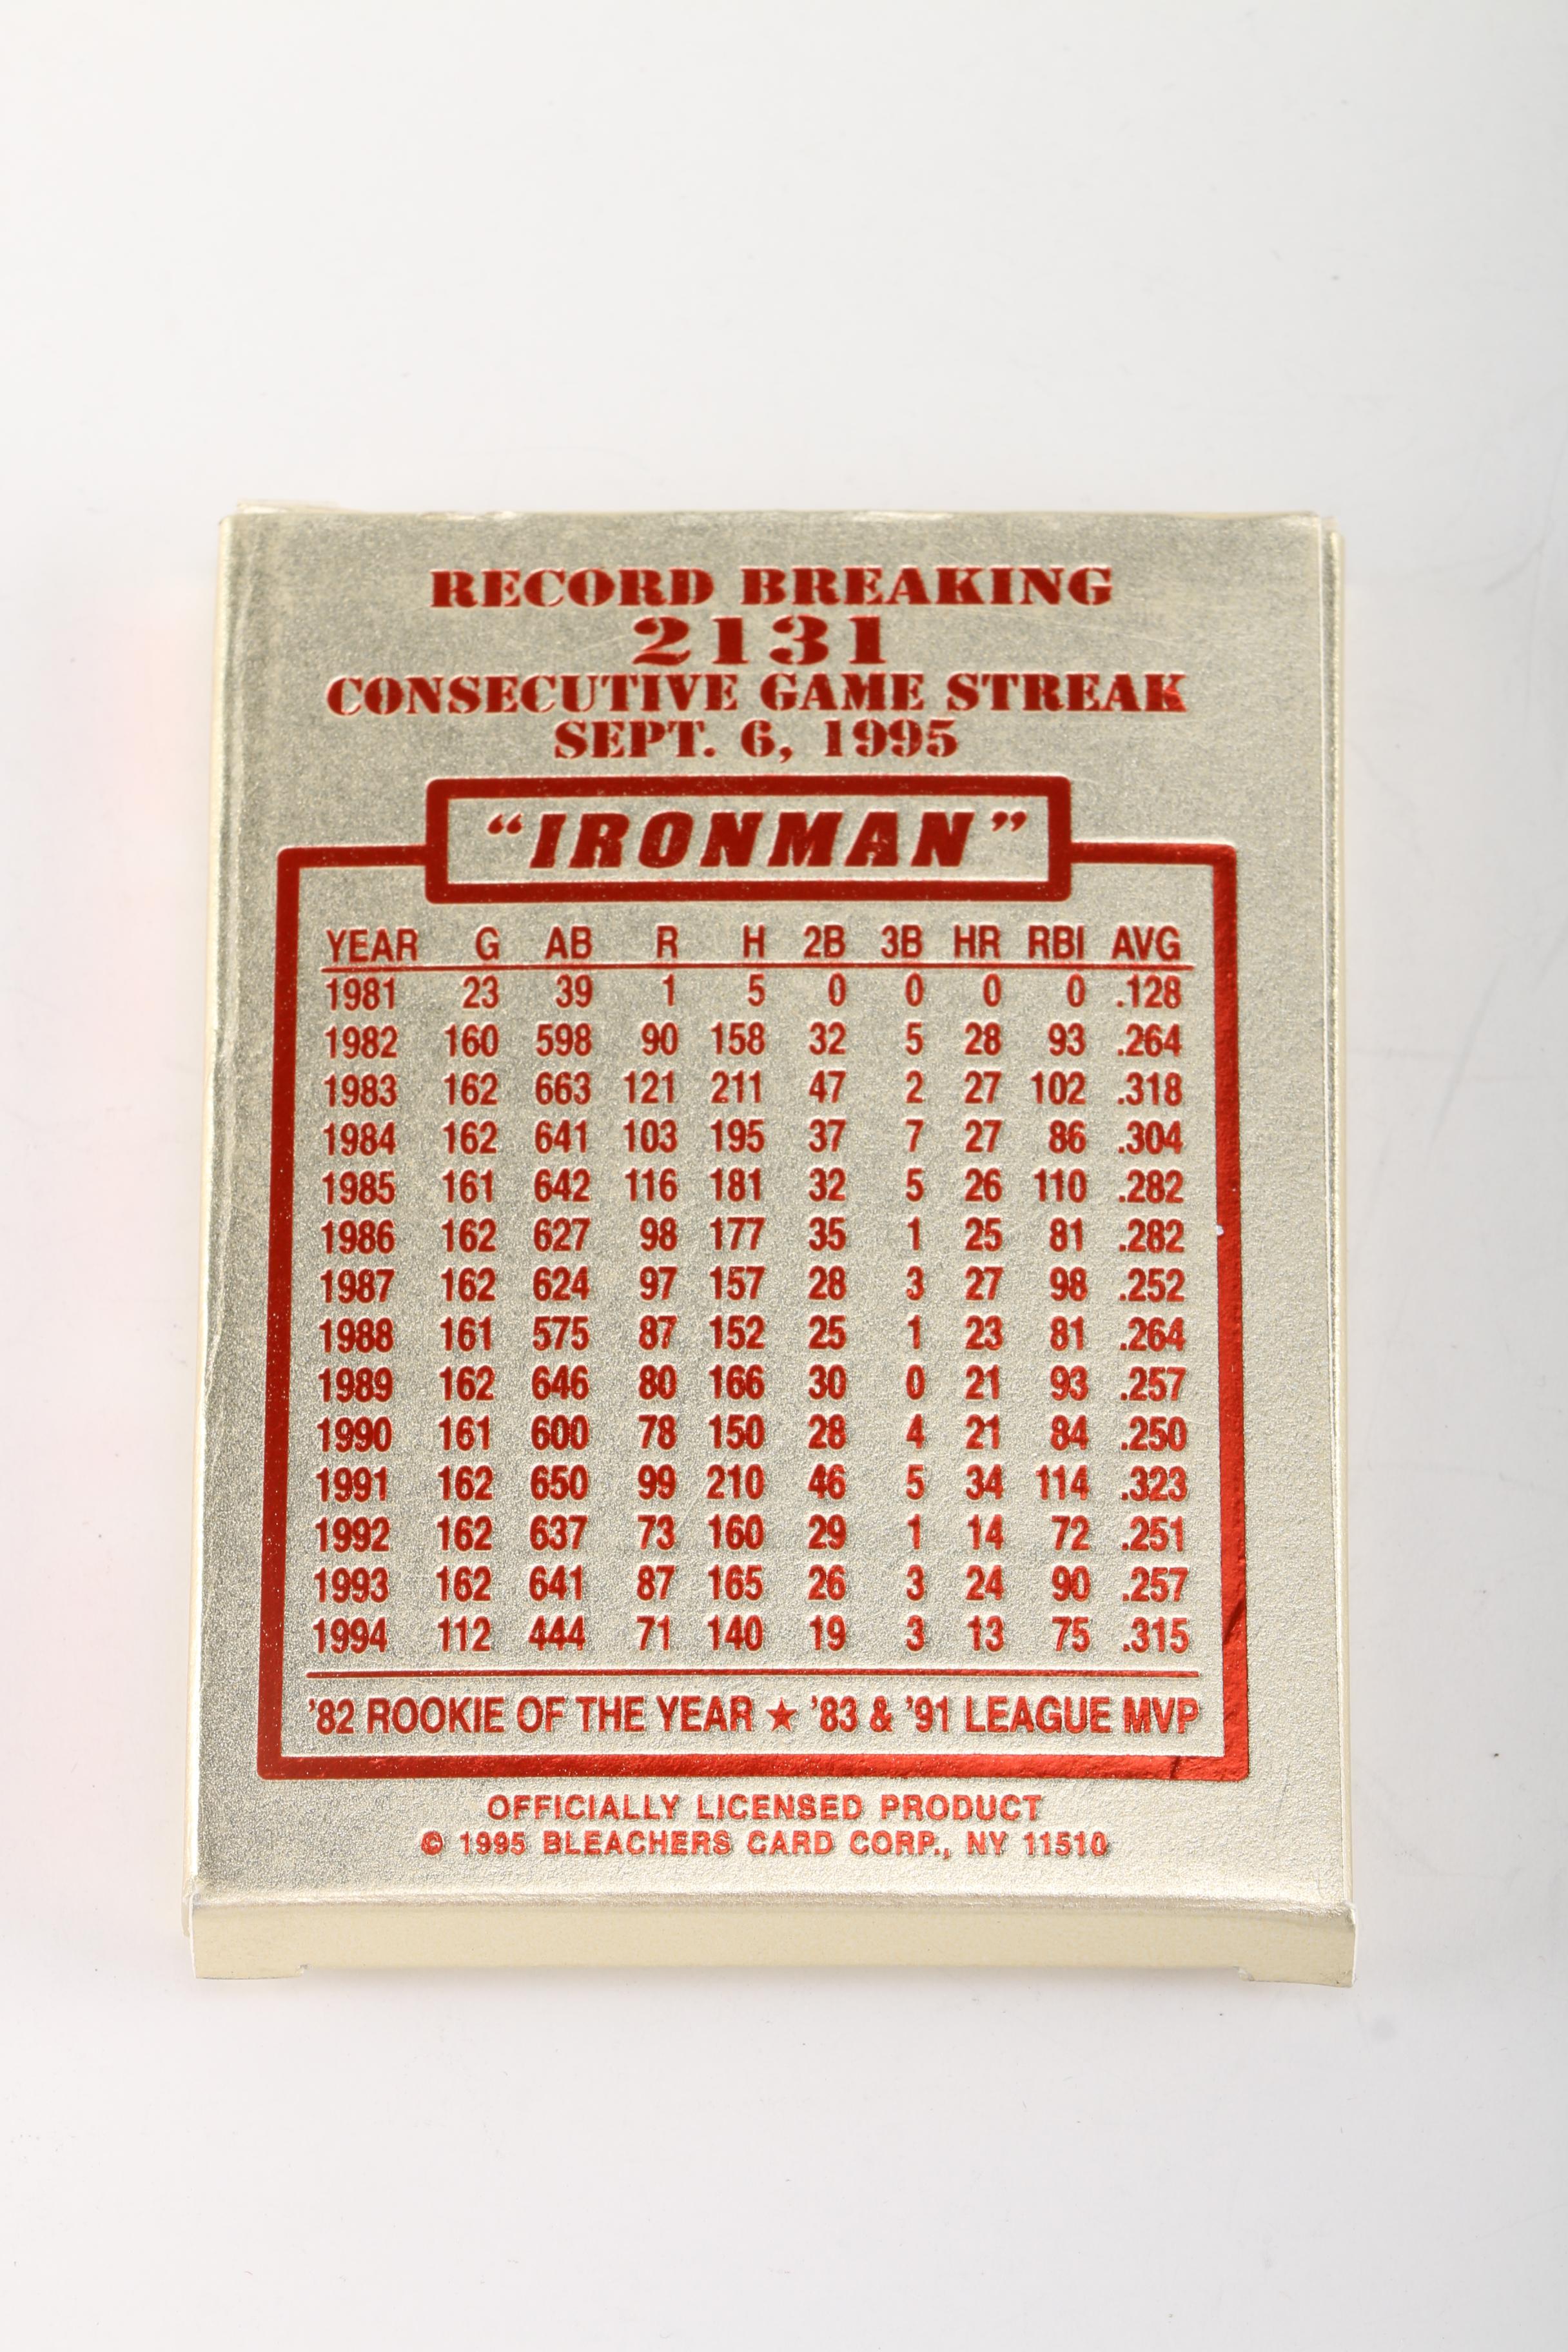 RECORD BREAKING
2131
CONSECUTIVE GAME STREAK
SEPT. 6, 1995
"IRONMAN"
YEAR G AB R H 2B 3B HR RBI AVG
1981 23 39 1 5 0 0 0 0 .128
1982 160 598 90 158 32 5 28 93 .264
1983 162 663 121 211 47 2 27 102 .318
1984 162 641 103 195 37 7 27 86 .304
1985 161 642 116 181 32 5 26 110 .282
1986 162 627 98 177 35 1 25 81 .282
1987 162 624 97 157 28 3 27 98 .252
1988 161 575 87 152 25 1 23 81 .264
1989 162 646 80 166 30 0 21 93 .257
1990 161 600 78 150 28 4 21 84 .250
1991 162 650 99 210 46 5 34 114 .323
1992 162 637 73 160 29 1 14 72 .251
1993 162 641 87 165 26 3 24 90 .257
1994 112 444 71 140 19 3 13 75 .315
'82 ROOKIE OF THE YEAR ★ '83 & '91 LEAGUE MVP
OFFICIALLY LICENSED PRODUCT
© 1995 BLEACHERS CARD CORP., NY 11510